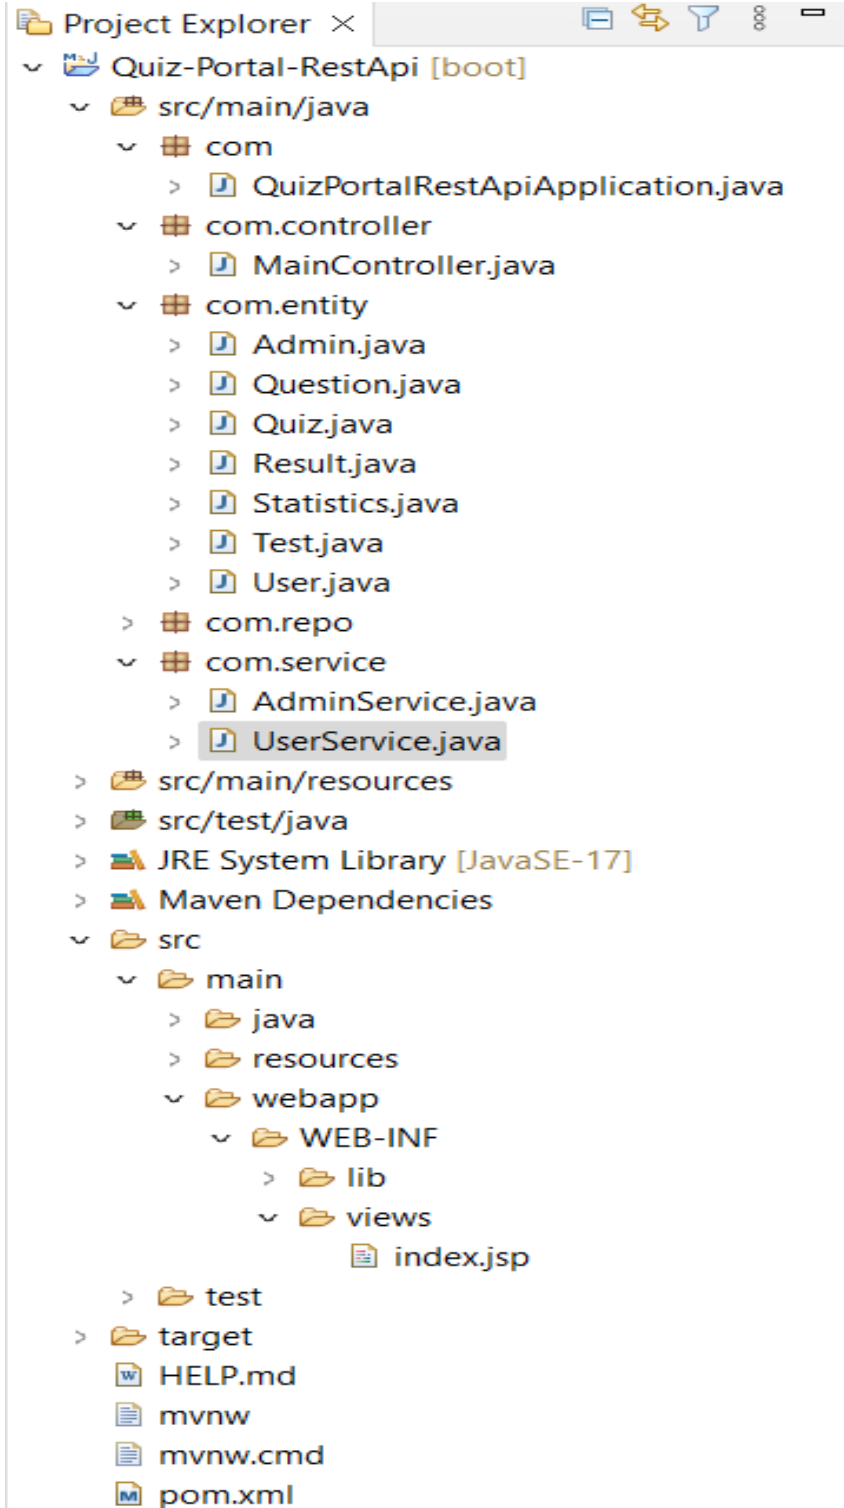 Project Explorer
Quiz-Portal-RestApi [boot]
src/main/java
com
QuizPortalRestApiApplication.java
com.controller
MainController.java
com.entity
Admin.java
Question.java
Quiz.java
Result.java
Statistics.java
Test.java
User.java
com.repo
com.service
AdminService.java
UserService.java
src/main/resources
src/test/java
JRE System Library [JavaSE-17]
Maven Dependencies
src
main
java
resources
webapp
WEB-INF
lib
views
index.jsp
test
target
HELP.md
mvnw
mvnw.cmd
pom.xml